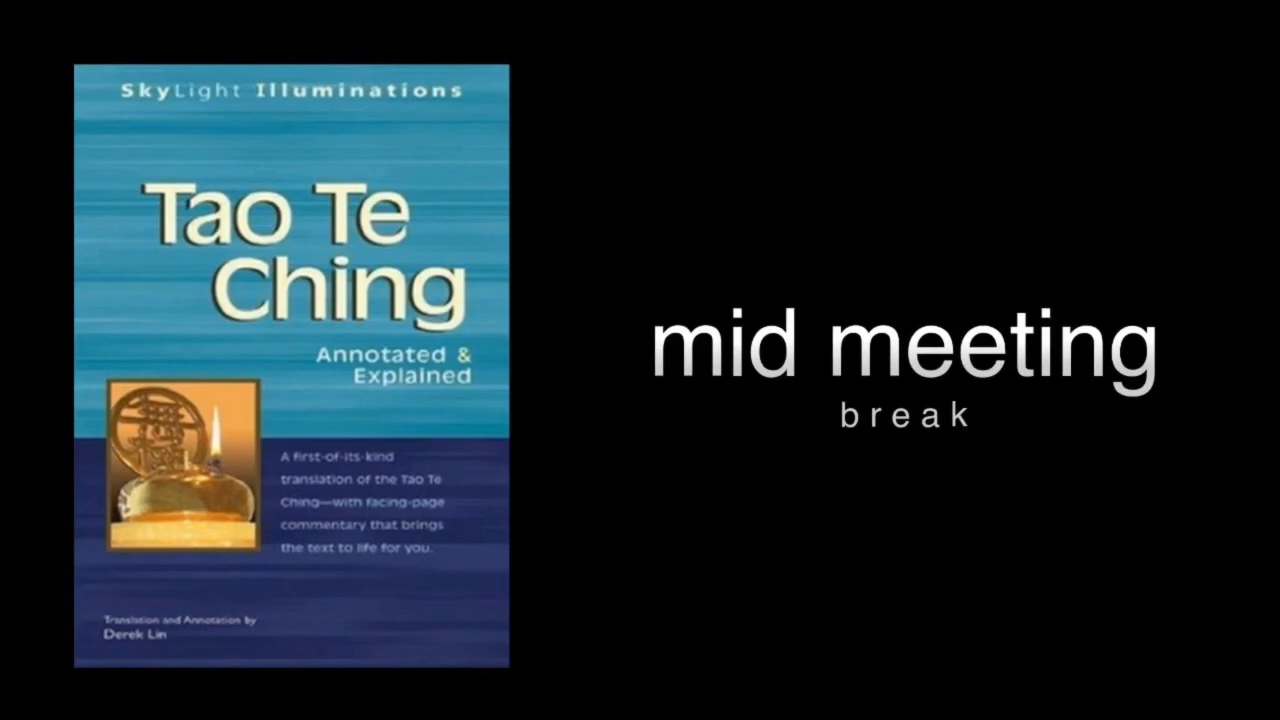 SkyLight Illuminations
Tao Te
Ching
Annotated &
Explained
A first-of-its-kind
translation of the Tao Te
Ching—with facing-page
commentary that brings
the text to life for you.
Translation and Annotation by
Derek Lin
mid meeting
break